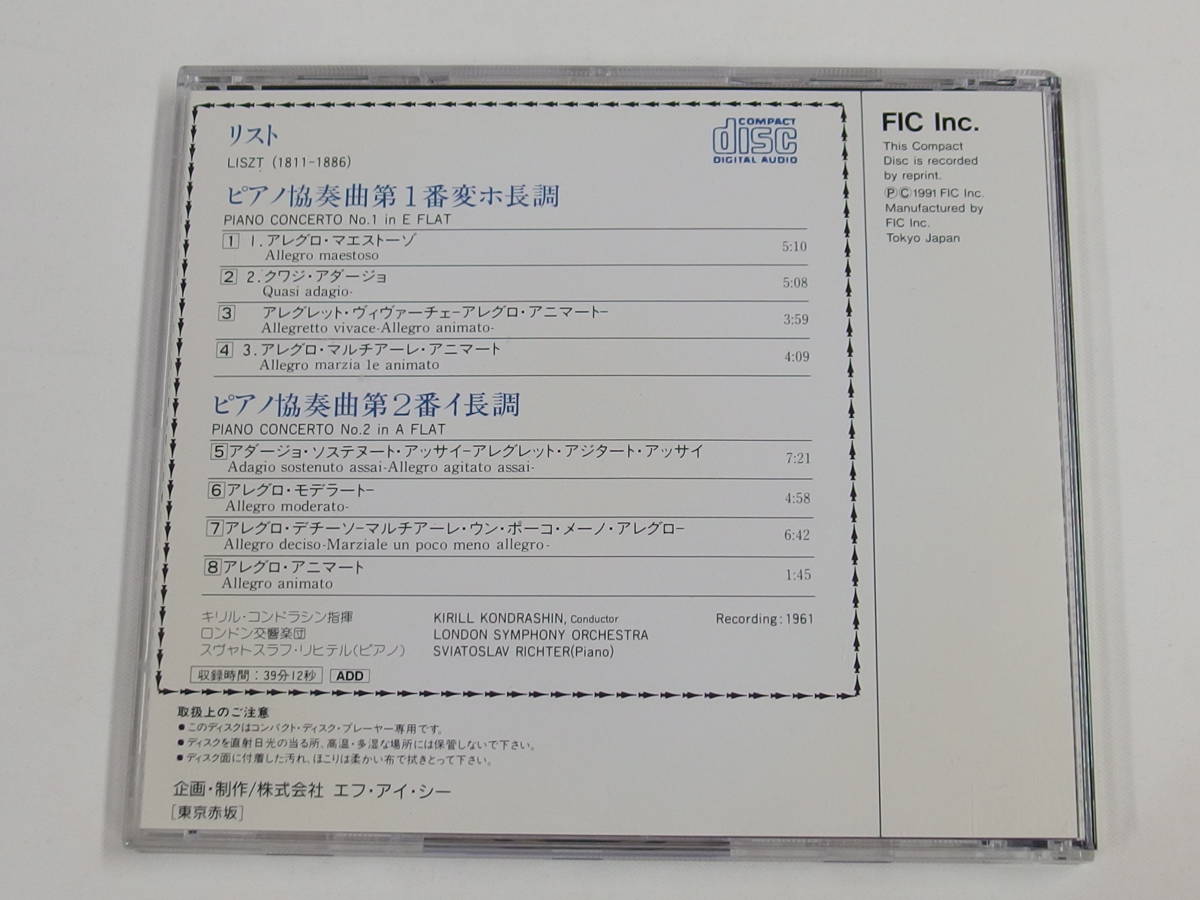 リスト
LISZT (1811-1886)
COMPACT
disc
DIGITAL AUDIO
ピアノ協奏曲第1番変ホ長調
PIANO CONCERTO No.1 in E FLAT
1 1.アレグロ・マエストーゾ 5:10
Allegro maestoso
2 2.クワジ・アダージョ 5:08
Quasi adagio-
3 アレグレット・ヴィヴァーチェ−アレグロ・アニマート− 3:59
Allegretto vivace-Allegro animato-
4 3.アレグロ・マルチアーレ・アニマート 4:09
Allegro marzia le animato
ピアノ協奏曲第2番イ長調
PIANO CONCERTO No.2 in A FLAT
5 アダージョ・ソステヌート・アッサイ−アレグレット・アジタート・アッサイ 7:21
Adagio sostenuto assai-Allegro agitato assai-
6 アレグロ・モデラート− 4:58
Allegro moderato-
7 アレグロ・デチーソ−マルチアーレ・ウン・ポーコ・メーノ・アレグロ− 6:42
Allegro deciso-Marziale un poco meno allegro-
8 アレグロ・アニマート 1:45
Allegro animato
キリル・コンドラシン指揮 KIRILL KONDRASHIN, Conductor Recording:1961
ロンドン交響楽団 LONDON SYMPHONY ORCHESTRA
スヴャトスラフ・リヒテル(ピアノ) SVIATOSLAV RICHTER(Piano)
収録時間:39分12秒 ADD
取扱上のご注意
●このディスクはコンパクト・ディスク・プレーヤー専用です。
●ディスクを直射日光の当る所、高温・多湿な場所には保管しないで下さい。
●ディスク面に付着した汚れ、ほこりは柔かい布で拭きとって下さい。
企画・制作/株式会社 エフ・アイ・シー
[東京赤坂]
FIC Inc.
This Compact
Disc is recorded
by reprint.
ⓅⒸ1991 FIC Inc.
Manufactured by
FIC Inc.
Tokyo Japan